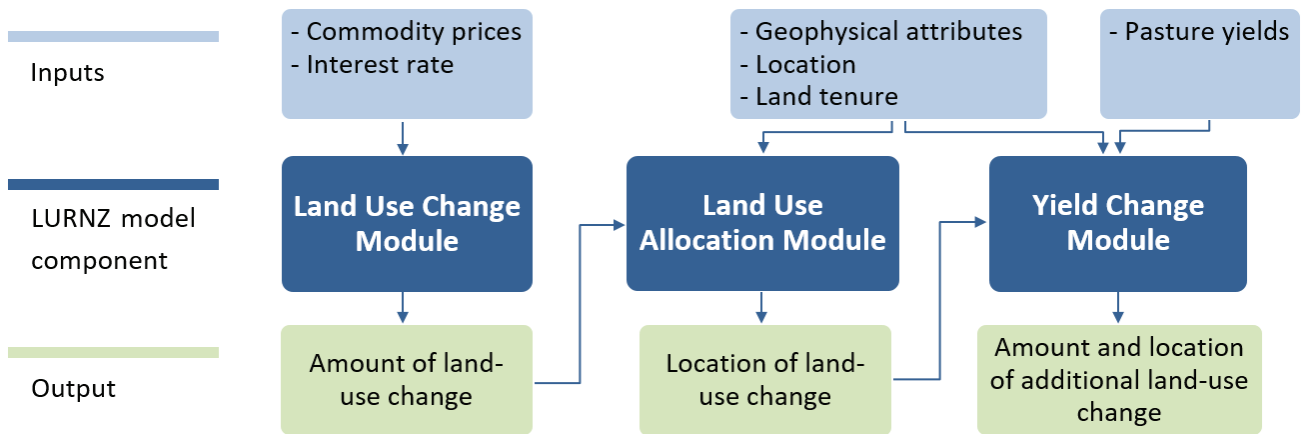 Inputs
- Commodity prices
- Interest rate
- Geophysical attributes
- Location
- Land tenure
- Pasture yields
LURNZ model
component
Land Use Change
Module
Land Use
Allocation Module
Yield Change
Module
Output
Amount of land-
use change
Location of land-
use change
Amount and location
of additional land-use
change